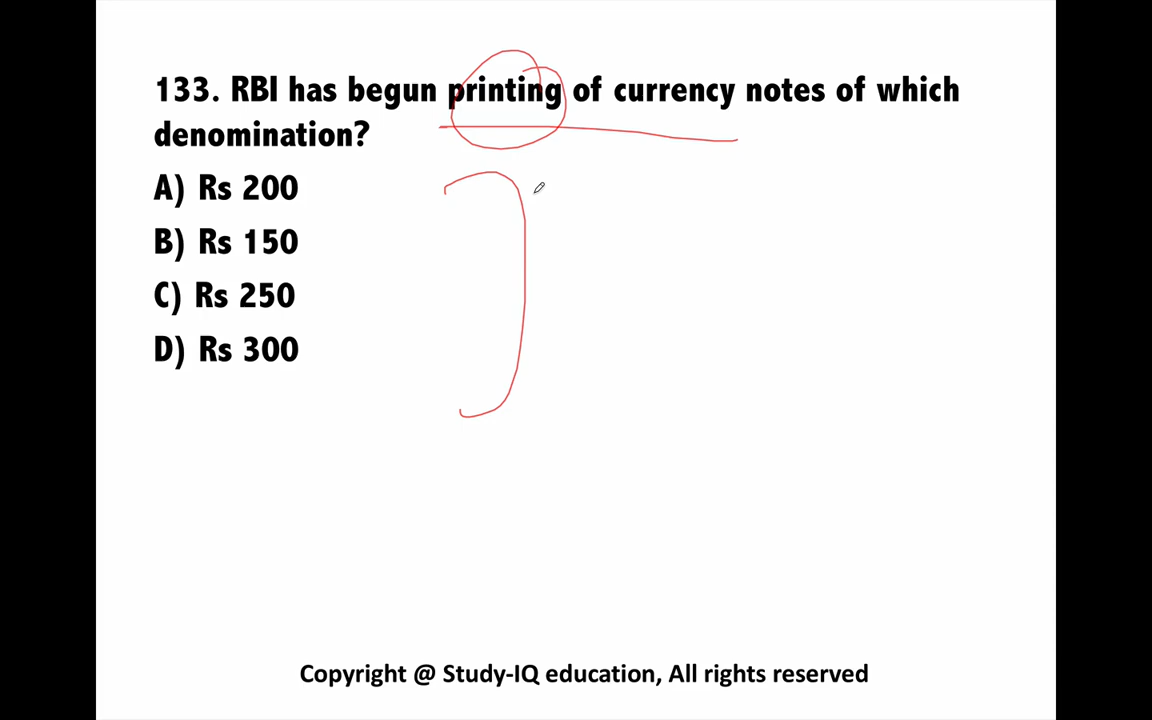 133. RBI has begun printing of currency notes of which
denomination?
A) Rs 200
B) Rs 150
C) Rs 250
D) Rs 300
Copyright @ Study-IQ education, All rights reserved